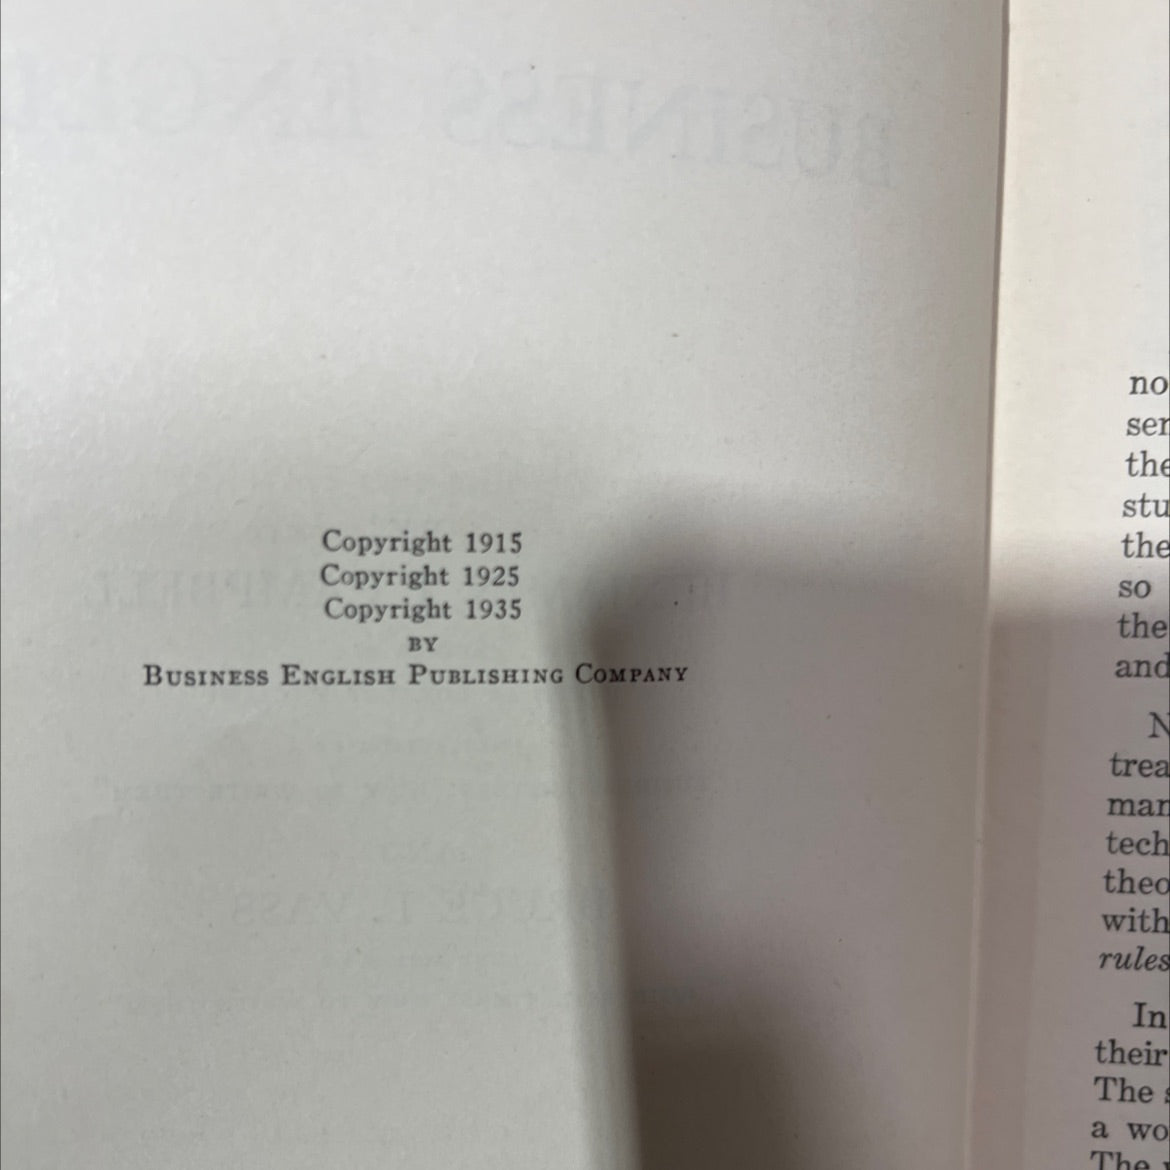 Copyright 1915
Copyright 1925
Copyright 1935
BY
BUSINESS ENGLISH PUBLISHING COMPANY
no
ser
the
stu
the
so
the
and
N
trea
man
tech
theo
with
rules
In
their
The s
a wo
The